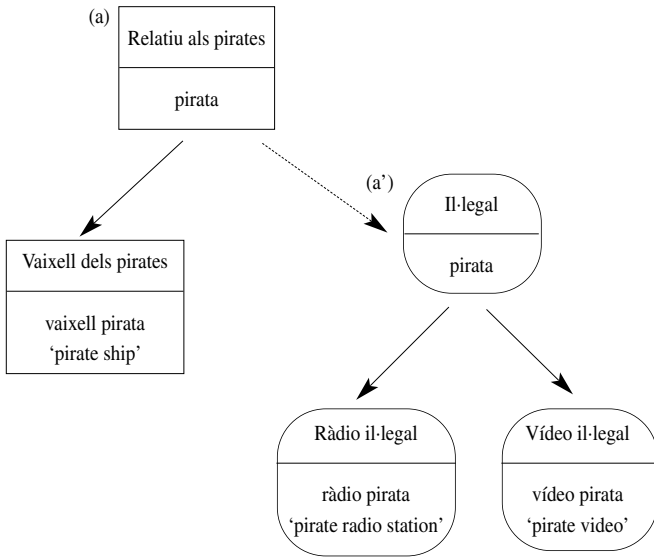 (a)
Relatiu als pirates
pirata
(a’)
Il·legal
pirata
Vaixell dels pirates
vaixell pirata
‘pirate ship’
Ràdio il·legal
ràdio pirata
‘pirate radio station’
Vídeo il·legal
vídeo pirata
‘pirate video’